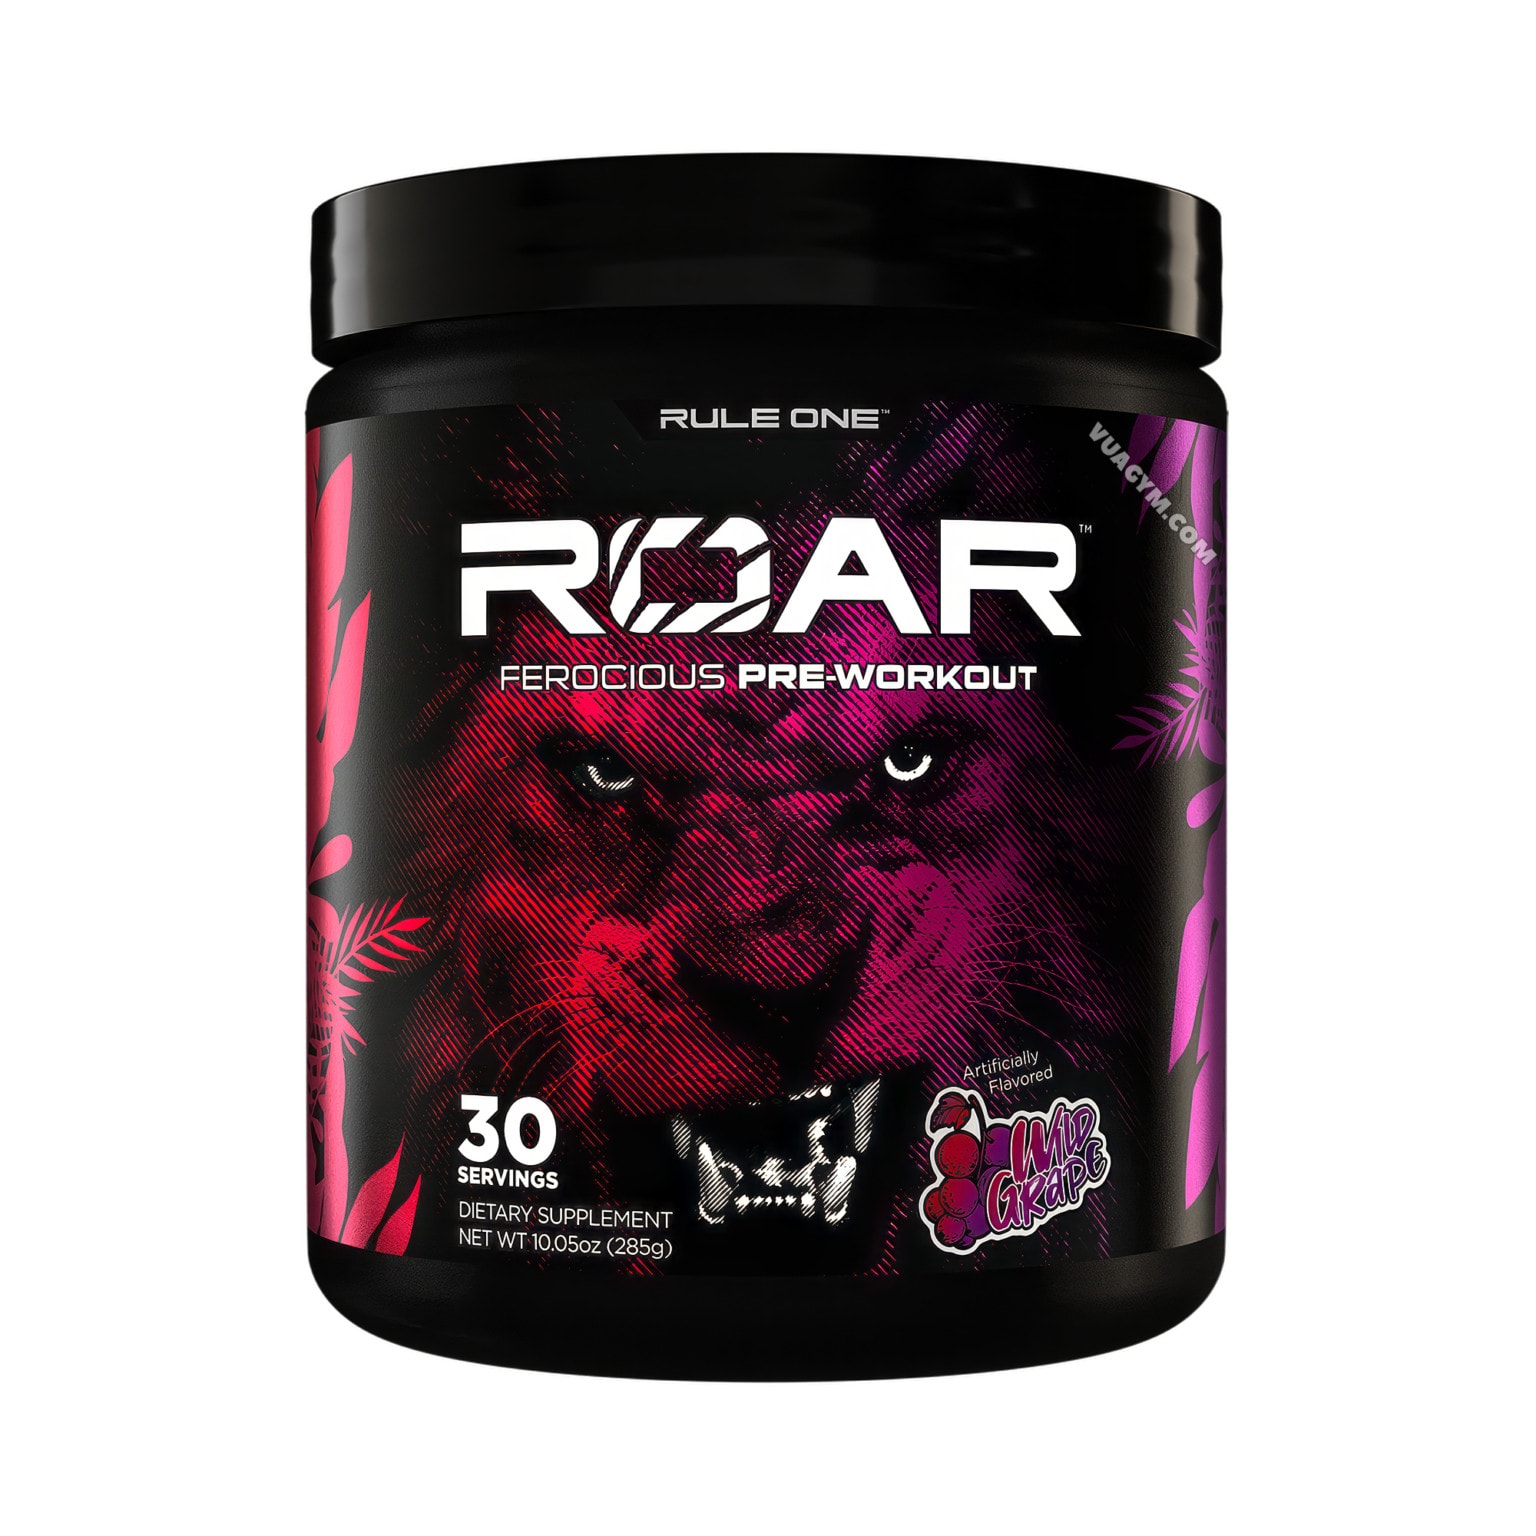 RULE ONE™
VUAGYM.COM
ROAR™
FEROCIOUS PRE-WORKOUT
Artificially
Flavored
WILD
GRAPE
30
SERVINGS
DIETARY SUPPLEMENT
NET WT 10.05oz (285g)